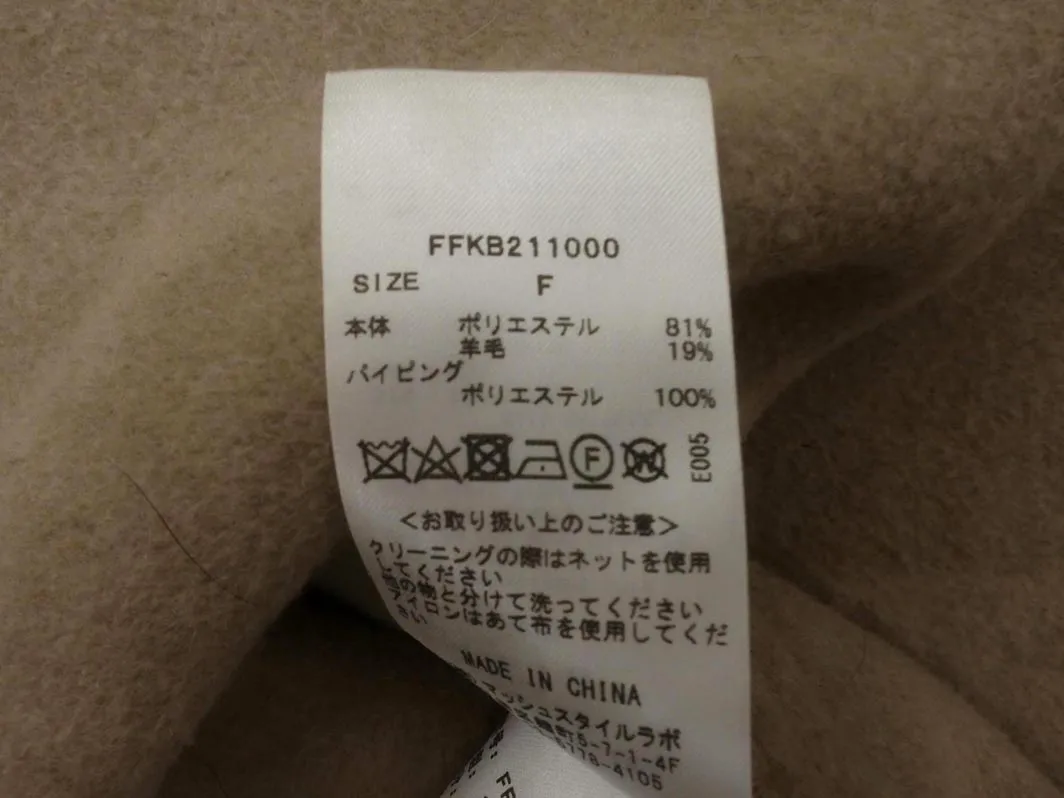 FFKB211000
SIZE F
本体 ポリエステル 81%
羊毛 19%
パイピング
ポリエステル 100%
F W E005
<お取り扱い上のご注意>
クリーニングの際はネットを使用
してください
他の物と分けて洗ってください
アイロンはあて布を使用してくだ
さい
MADE IN CHINA
マッシュスタイルラボ
5-7-1-4F
4105